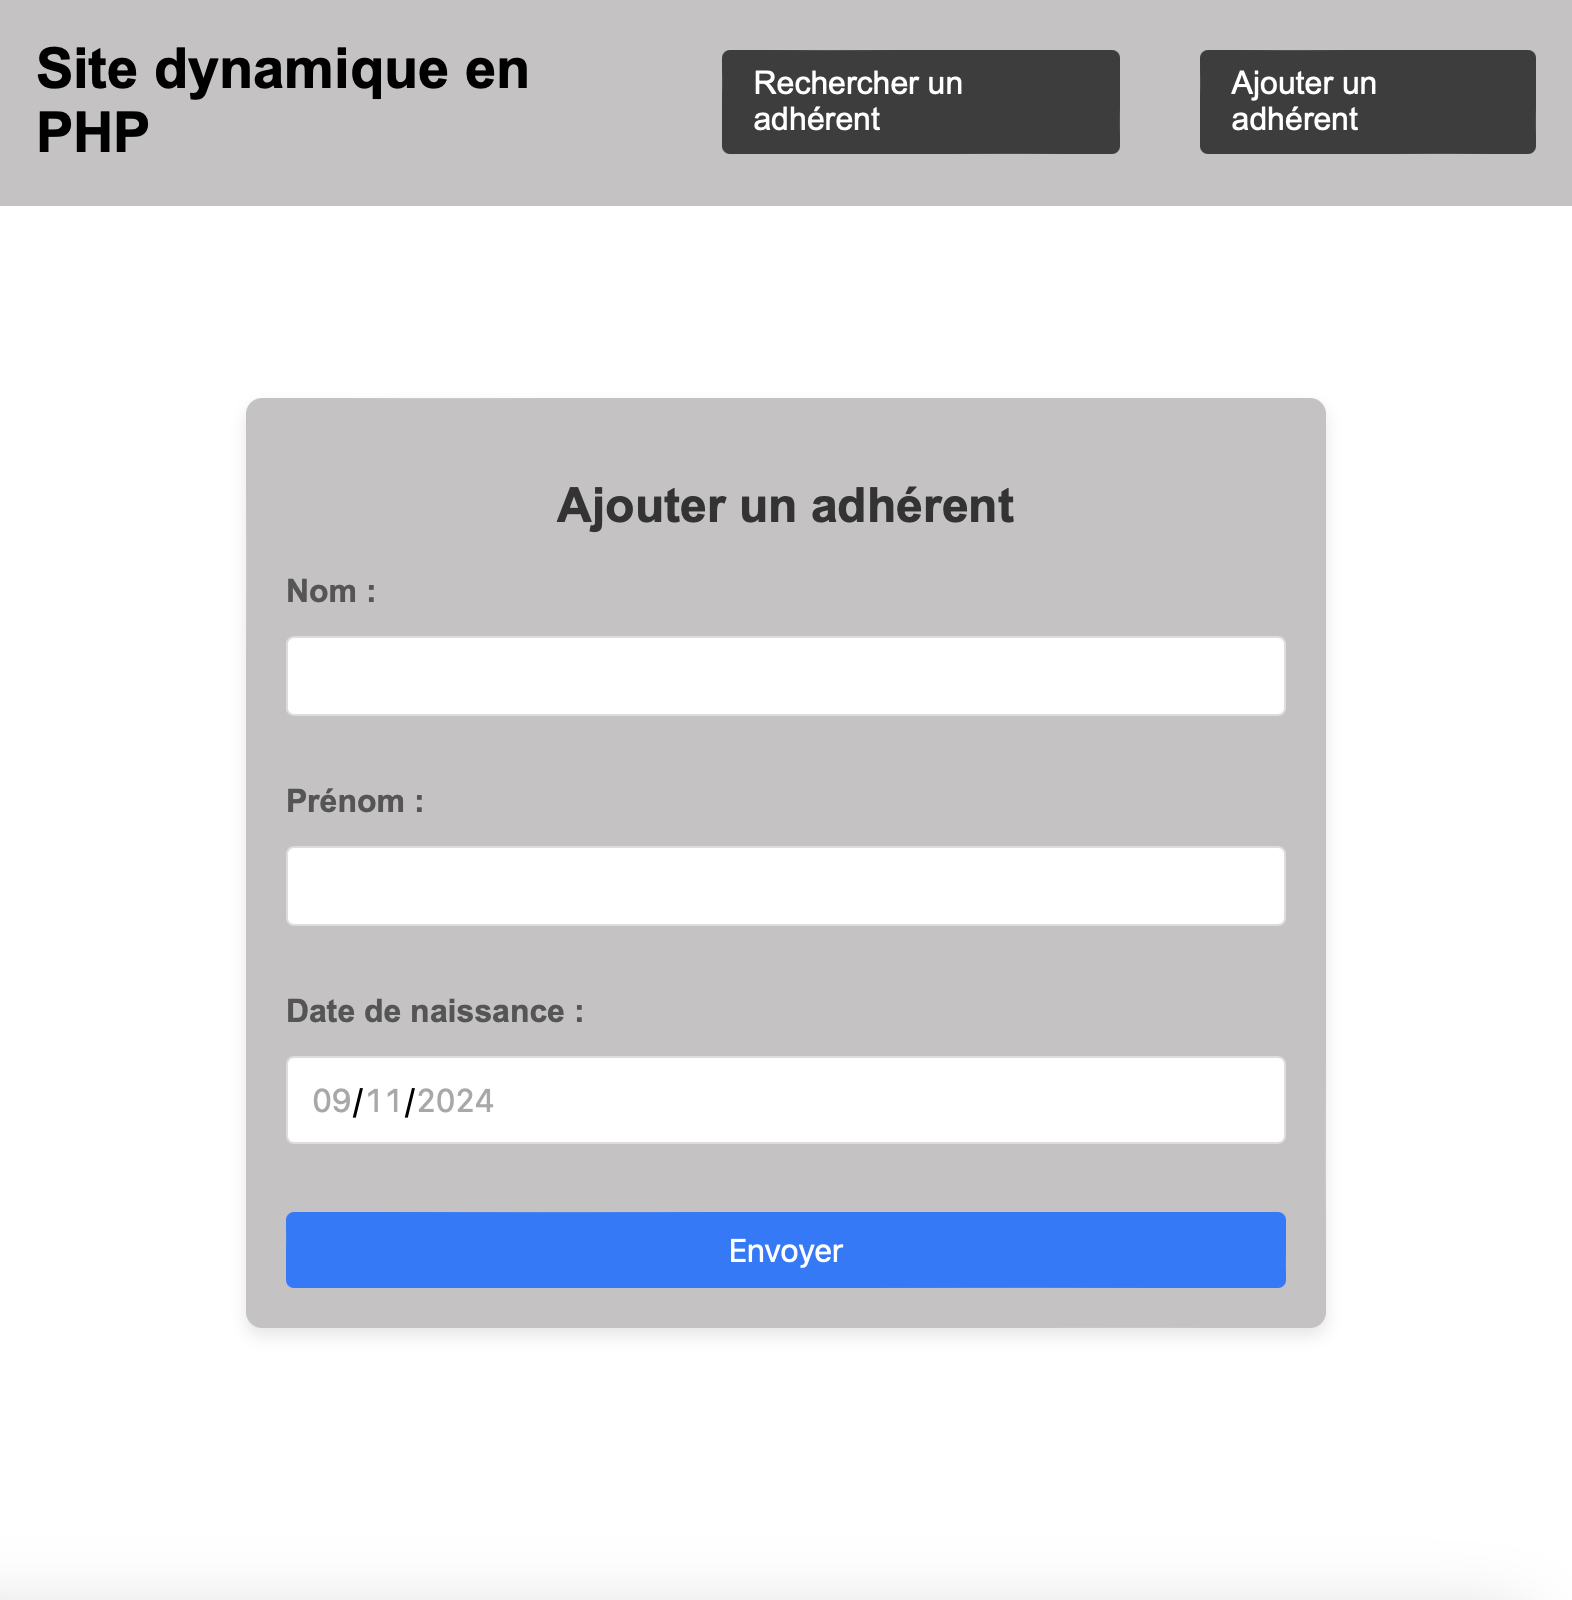 Site dynamique en
PHP
Rechercher un
adhérent
Ajouter un
adhérent
Ajouter un adhérent
Nom :
Prénom :
Date de naissance :
09/11/2024
Envoyer